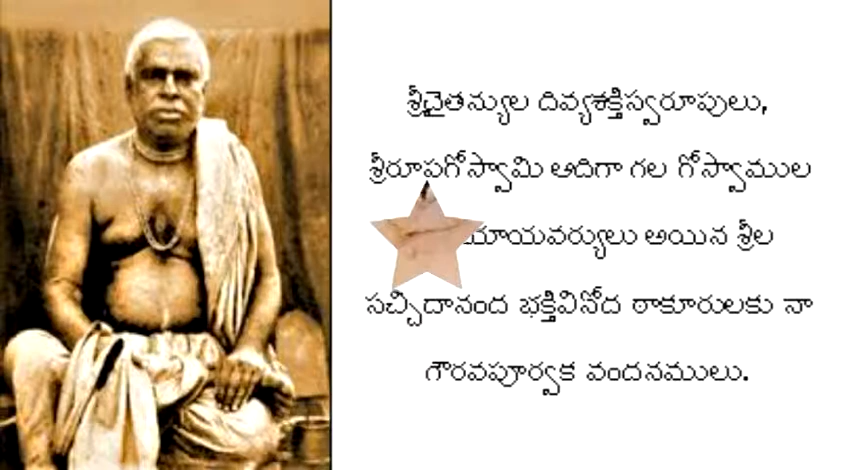 శ్రీచైతన్యుల దివ్యశక్తిస్వరూపులు,
శ్రీరూపగోస్వామి ఆదిగా గల గోస్వాముల
అయిన శ్రీల
సచ్చిదానంద భక్తివినోద ఠాకూరులకు నా
గౌరవపూర్వక వందనములు.